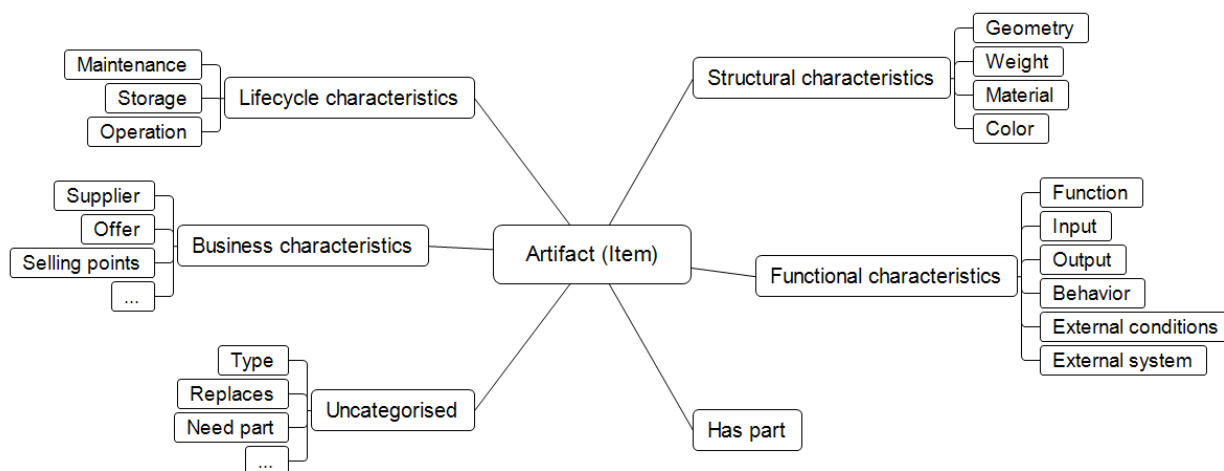 Artifact (Item)
Lifecycle characteristics
Maintenance
Storage
Operation
Business characteristics
Supplier
Offer
Selling points
...
Uncategorised
Type
Replaces
Need part
...
Structural characteristics
Geometry
Weight
Material
Color
Functional characteristics
Function
Input
Output
Behavior
External conditions
External system
Has part